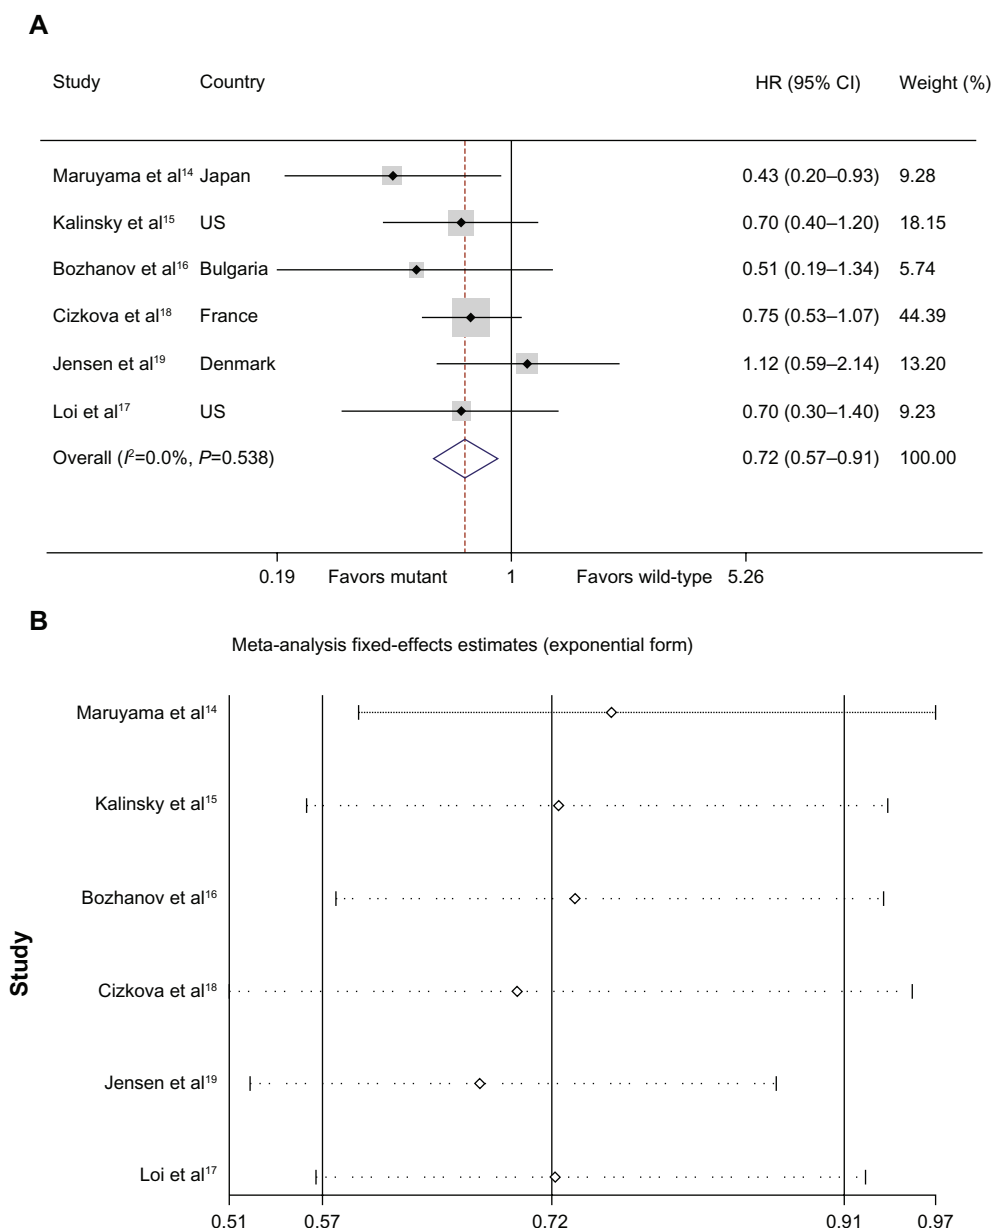 A
Study Country HR (95% CI) Weight (%)
Maruyama et al¹⁴ Japan 0.43 (0.20–0.93) 9.28
Kalinsky et al¹⁵ US 0.70 (0.40–1.20) 18.15
Bozhanov et al¹⁶ Bulgaria 0.51 (0.19–1.34) 5.74
Cizkova et al¹⁸ France 0.75 (0.53–1.07) 44.39
Jensen et al¹⁹ Denmark 1.12 (0.59–2.14) 13.20
Loi et al¹⁷ US 0.70 (0.30–1.40) 9.23
Overall (I²=0.0%, P=0.538) 0.72 (0.57–0.91) 100.00
0.19 Favors mutant 1 Favors wild-type 5.26
B
Meta-analysis fixed-effects estimates (exponential form)
Study
Maruyama et al¹⁴
Kalinsky et al¹⁵
Bozhanov et al¹⁶
Cizkova et al¹⁸
Jensen et al¹⁹
Loi et al¹⁷
0.51 0.57 0.72 0.91 0.97